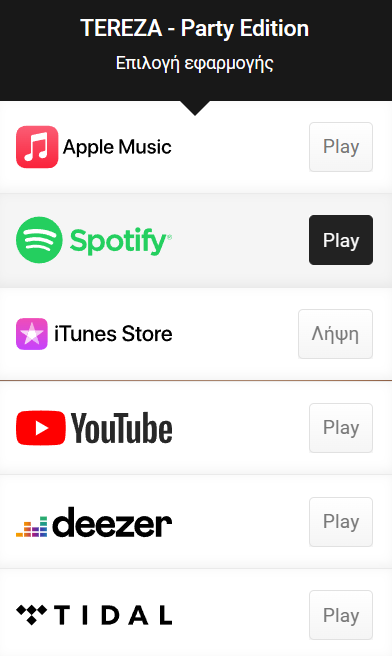 TEREZA - Party Edition
Επιλογή εφαρμογής
Apple Music Play
Spotify® Play
iTunes Store Λήψη
YouTube Play
deezer Play
TIDAL Play